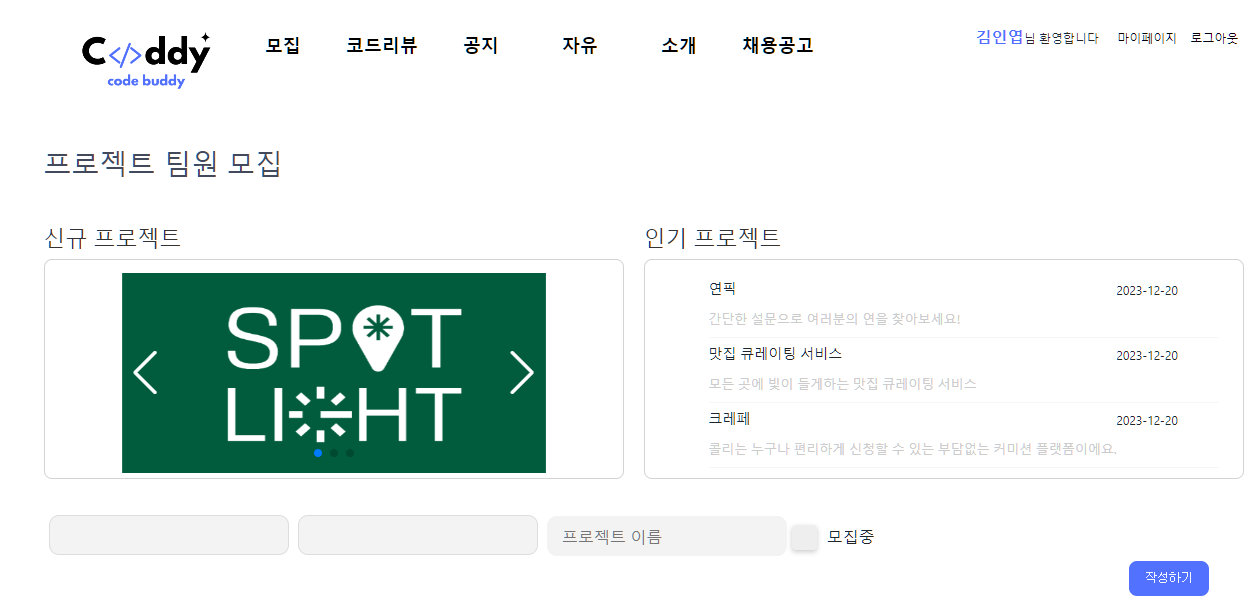 C</>ddy
code buddy
모집 코드리뷰 공지 자유 소개 채용공고
김인엽님 환영합니다 마이페이지 로그아웃
프로젝트 팀원 모집
신규 프로젝트
SPOT
LIGHT
인기 프로젝트
연픽 2023-12-20
간단한 설문으로 여러분의 연을 찾아보세요!
맛집 큐레이팅 서비스 2023-12-20
모든 곳에 빛이 들게하는 맛집 큐레이팅 서비스
크레페 2023-12-20
콜리는 누구나 편리하게 신청할 수 있는 부담없는 커미션 플랫폼이에요.
프로젝트 이름 모집중
작성하기